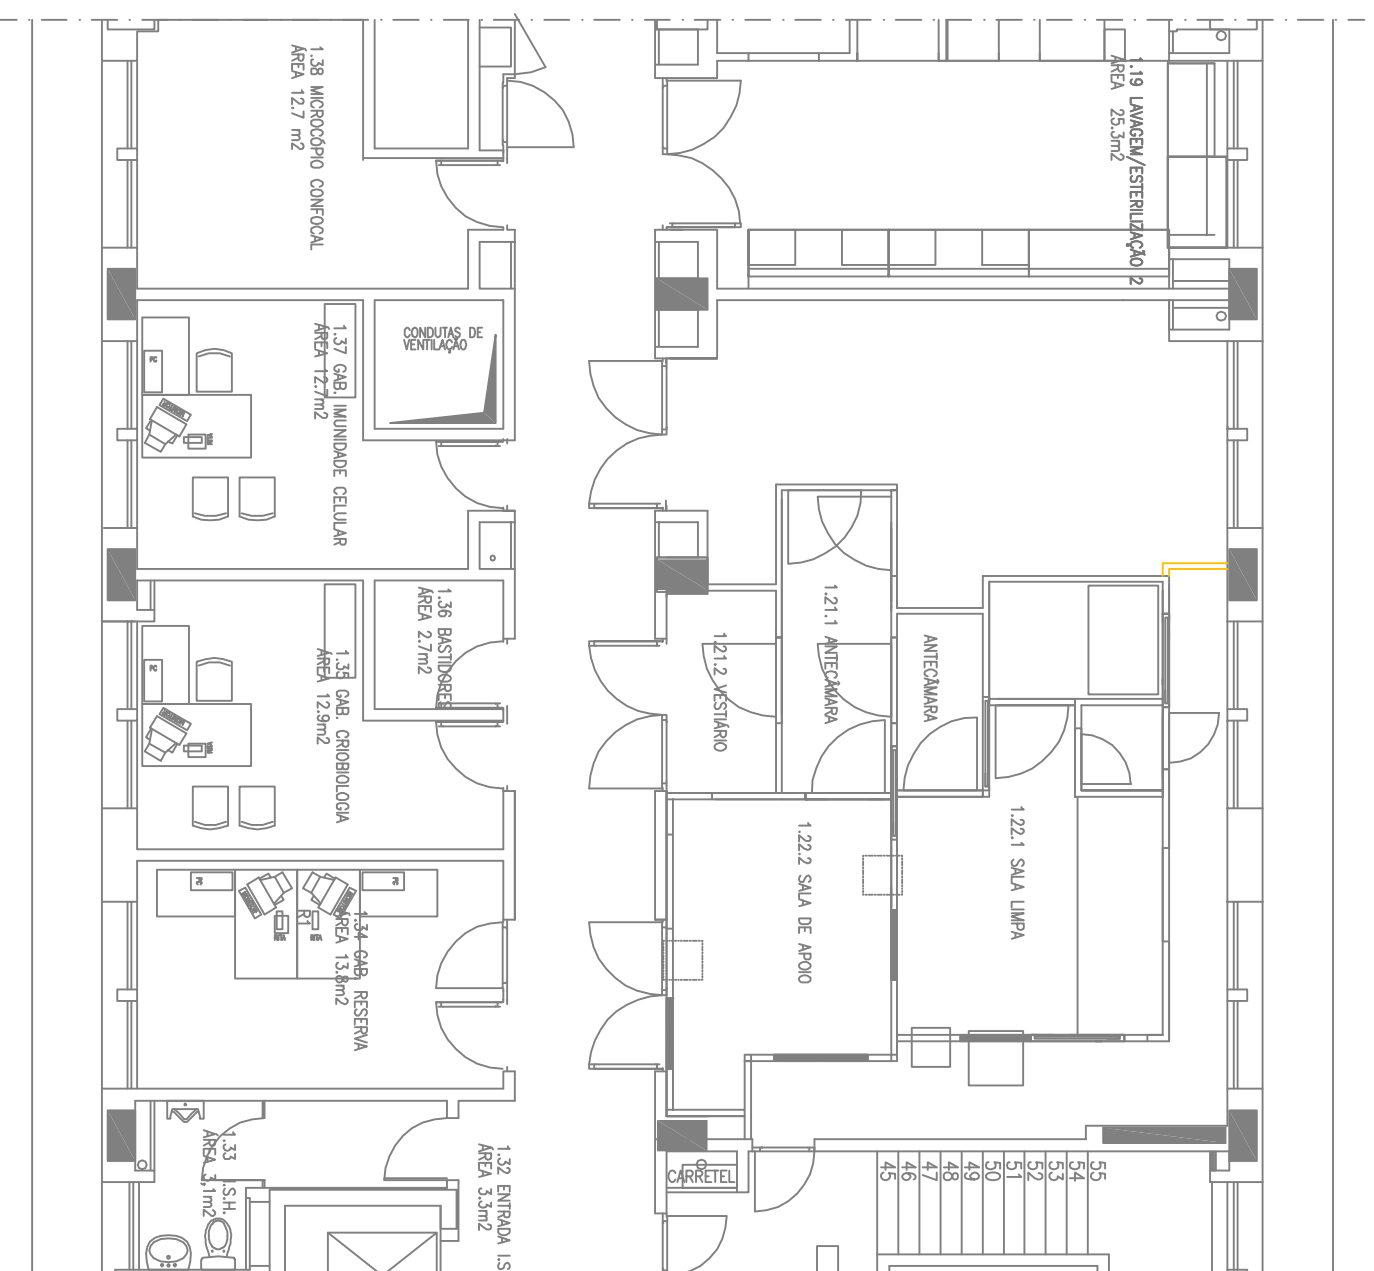 1.38 MICROCÓPIO CONFOCAL
ÁREA 12.7 m2
1.19 LAVAGEM/ESTERILIZAÇÃO 2
ÁREA 25.3m2
1.37 GAB. IMUNIDADE CELULAR
ÁREA 12.7m2
CONDUTAS DE
VENTILAÇÃO
PC
1.36 BASTIDORES
ÁREA 2.7m2
1.35 GAB. CRIOBIOLOGIA
ÁREA 12.9m2
PC
1.21.2 VESTIÁRIO
1.21.1 ANTECÂMARA
ANTECÂMARA
1.22.2 SALA DE APOIO
1.22.1 SALA LIMPA
PC
PC
R1
1.34 GAB. RESERVA
ÁREA 13.8m2
1.33 I.S.H.
ÁREA 3,1m2
1.32 ENTRADA I.S
ÁREA 3.3m2
CARRETEL
45
46
47
48
49
50
51
52
53
54
55